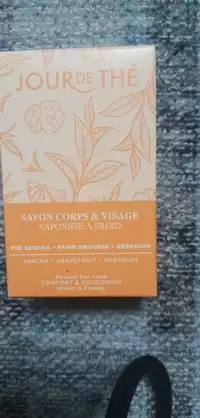 JOUR DE THÉ
SAVON CORPS & VISAGE
SAPONIFIÉ À FROID
THÉ SENCHA • PAMPLEMOUSSE • GERANIUM
SENCHA - GRAPEFRUIT - GERANIUM
Natural bar soap
COMFORT & COCOONING
Made in France